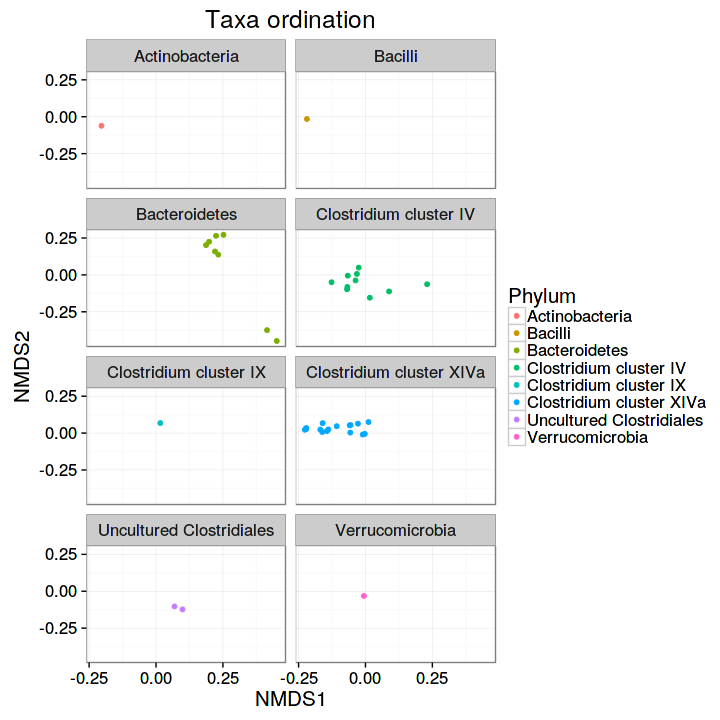 Taxa ordination
Actinobacteria
Bacilli
0.25
0.00
-0.25
Bacteroidetes
Clostridium cluster IV
0.25
0.00
-0.25
Clostridium cluster IX
Clostridium cluster XIVa
0.25
0.00
-0.25
Uncultured Clostridiales
Verrucomicrobia
0.25
0.00
-0.25
-0.25 0.00 0.25 -0.25 0.00 0.25
NMDS1
NMDS2
Phylum
Actinobacteria
Bacilli
Bacteroidetes
Clostridium cluster IV
Clostridium cluster IX
Clostridium cluster XIVa
Uncultured Clostridiales
Verrucomicrobia